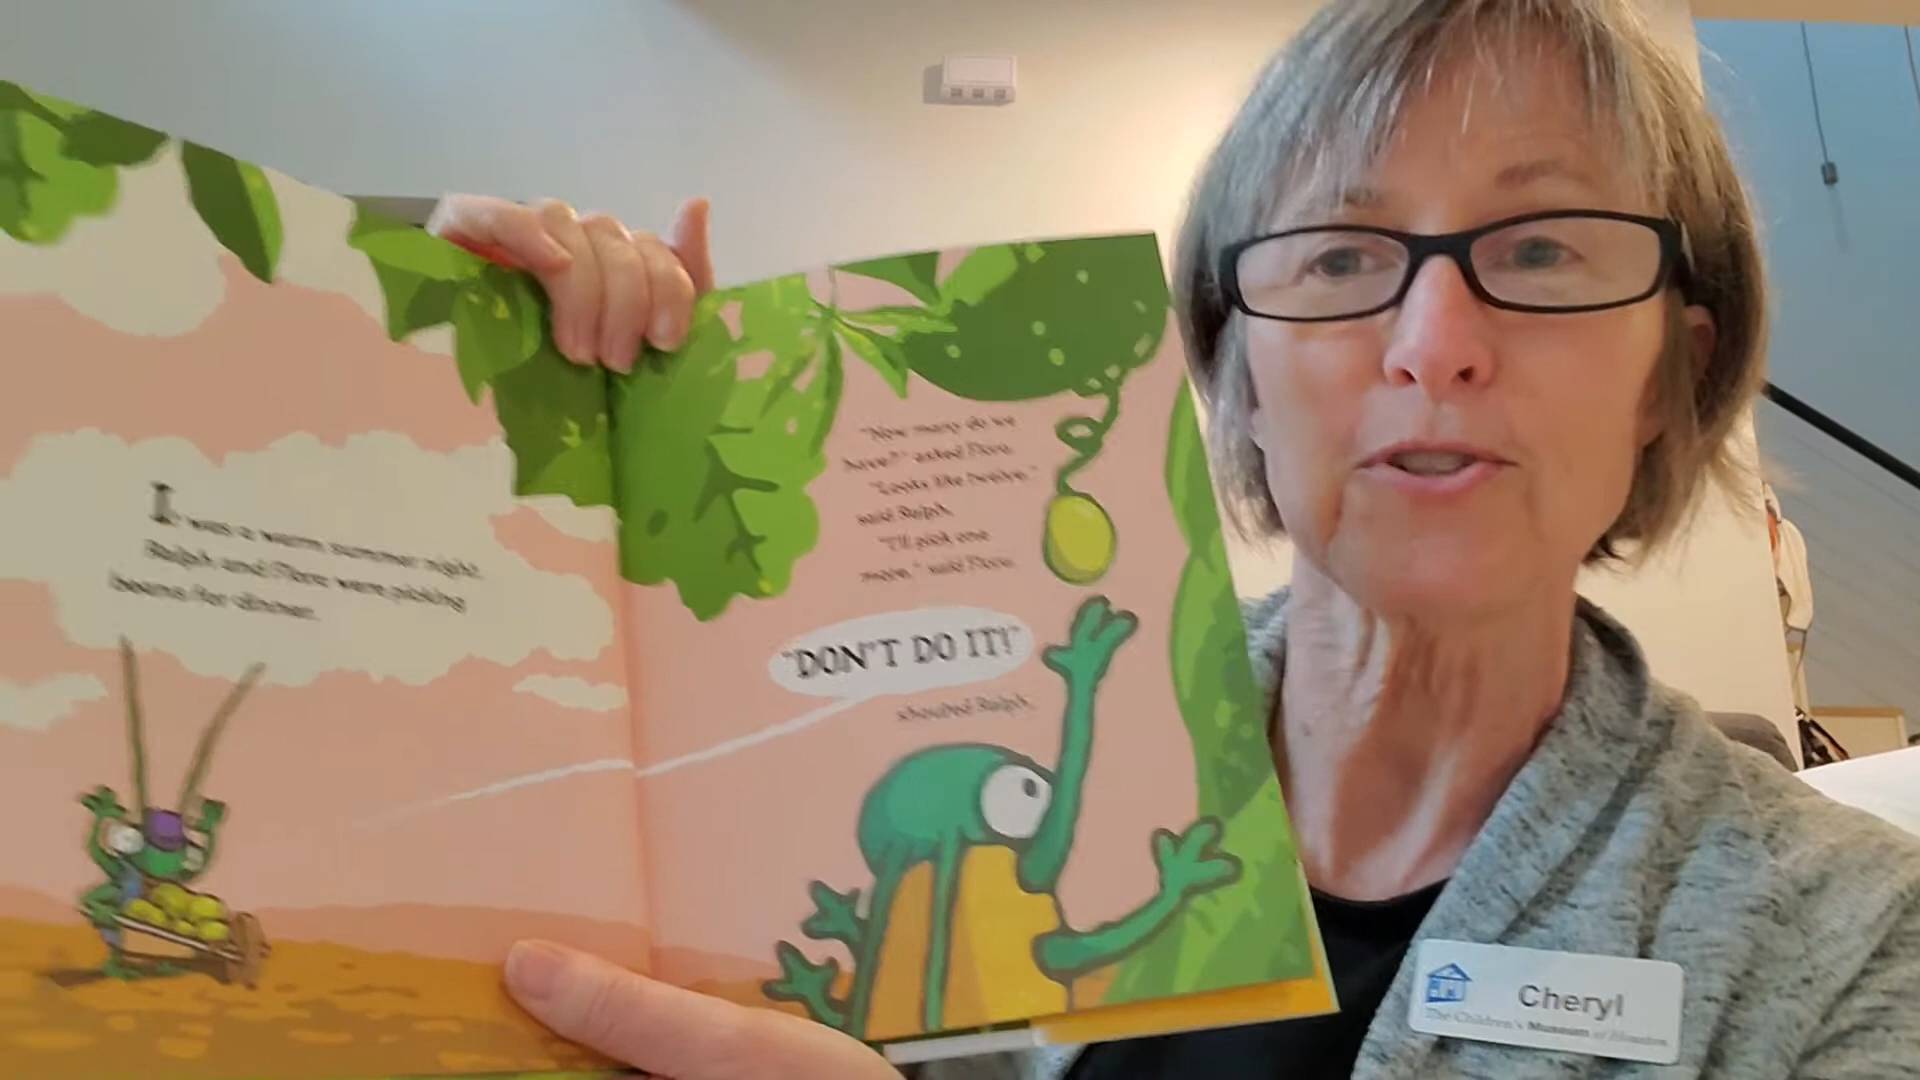 It was a warm summer night.
Ralph and Flora were picking
beans for dinner.
"How many do we
have?" asked Flora.
"Looks like twelve,"
said Ralph.
"I'll pick one
more," said Flora.
"DON'T DO IT!"
shouted Ralph.
Cheryl
The Children's Museum of Houston